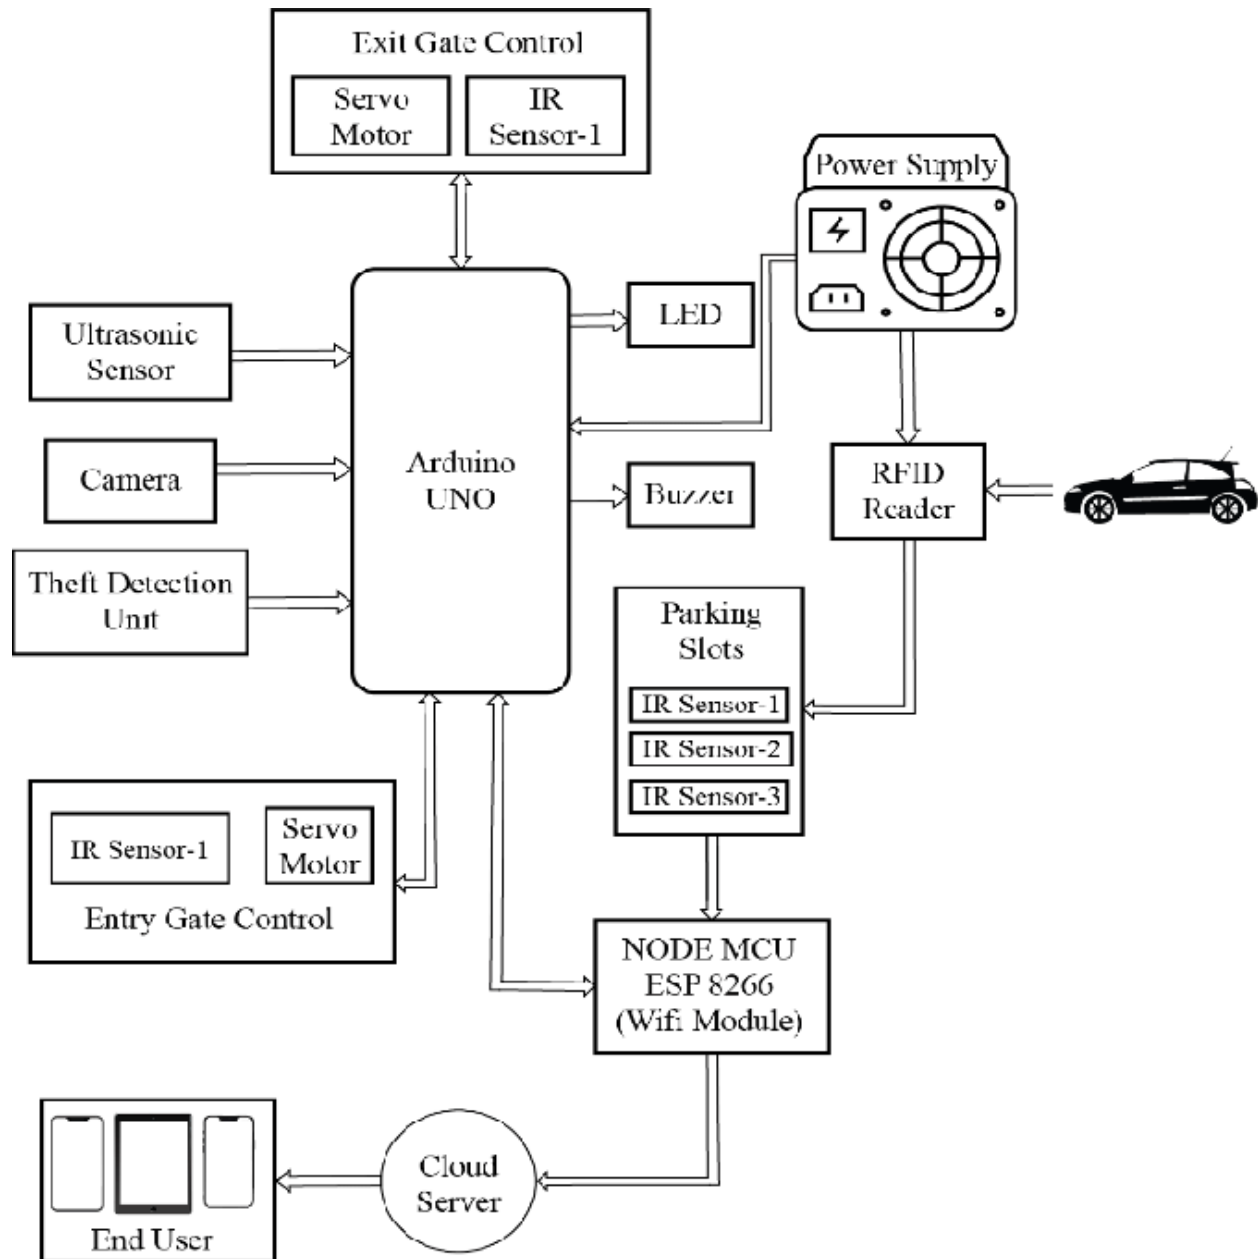 Exit Gate Control
Servo
Motor
IR
Sensor-1
Power Supply
Ultrasonic
Sensor
LED
Camera
Arduino
UNO
Buzzer
RFID
Reader
Theft Detection
Unit
Parking
Slots
IR Sensor-1
IR Sensor-2
IR Sensor-3
IR Sensor-1
Servo
Motor
Entry Gate Control
NODE MCU
ESP 8266
(Wifi Module)
Cloud
Server
End User